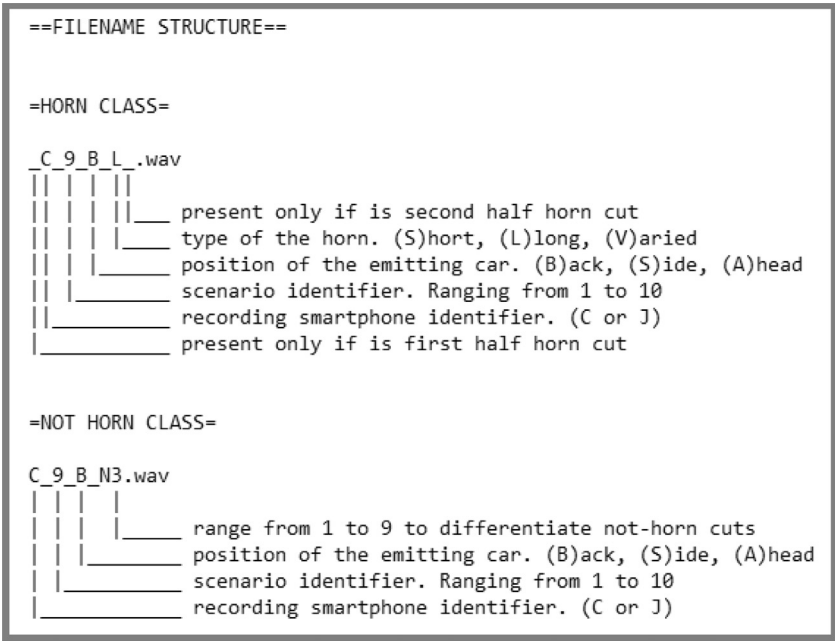 ==FILENAME STRUCTURE==
=HORN CLASS=
_C_9_B_L_.wav
|| | | ||
|| | | ||___ present only if is second half horn cut
|| | | |____ type of the horn. (S)hort, (L)long, (V)aried
|| | |______ position of the emitting car. (B)ack, (S)ide, (A)head
|| |________ scenario identifier. Ranging from 1 to 10
||__________ recording smartphone identifier. (C or J)
|___________ present only if is first half horn cut
=NOT HORN CLASS=
C_9_B_N3.wav
| | |  |
| | |  |_____ range from 1 to 9 to differentiate not-horn cuts
| | |________ position of the emitting car. (B)ack, (S)ide, (A)head
| |__________ scenario identifier. Ranging from 1 to 10
|____________ recording smartphone identifier. (C or J)